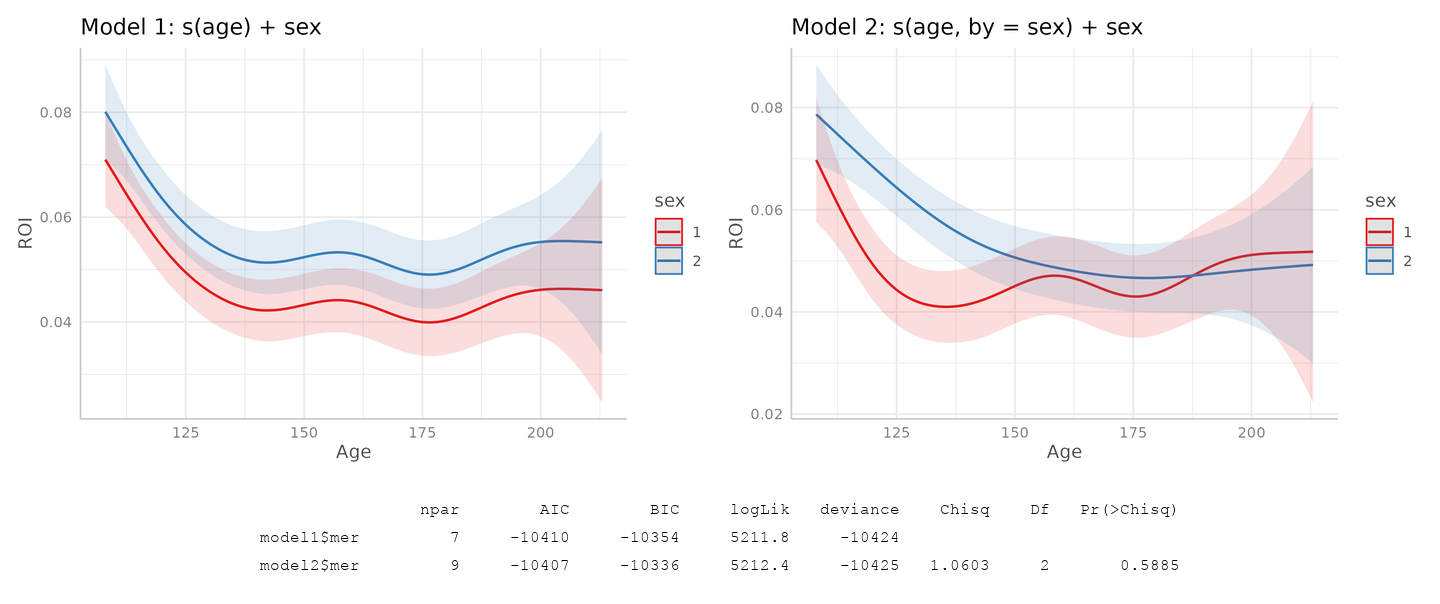 Model 1: s(age) + sex
0.08
0.06
0.04
ROI
125 150 175 200
Age
sex
1
2
Model 2: s(age, by = sex) + sex
0.08
0.06
0.04
0.02
ROI
125 150 175 200
Age
sex
1
2
npar AIC BIC logLik deviance Chisq Df Pr(>Chisq)
model1$mer 7 -10410 -10354 5211.8 -10424
model2$mer 9 -10407 -10336 5212.4 -10425 1.0603 2 0.5885